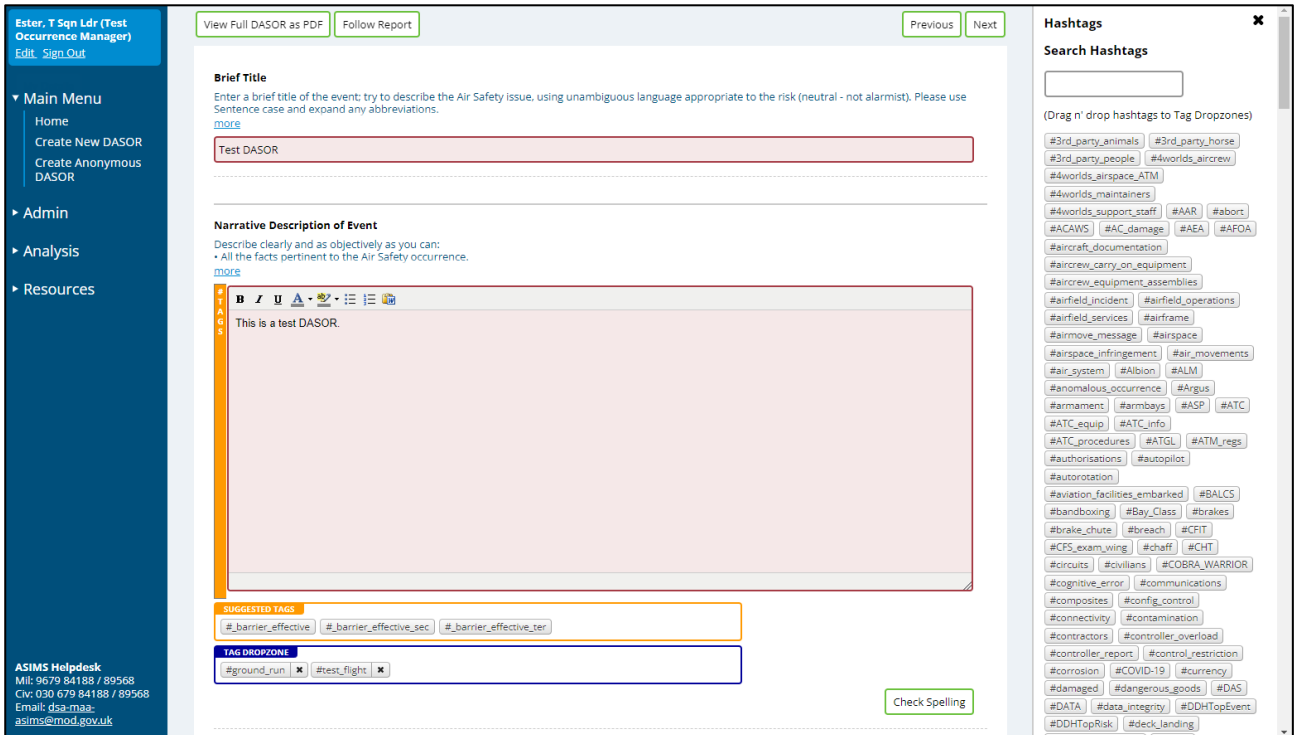 Ester, T Sqn Ldr (Test
Occurrence Manager)
Edit Sign Out
Main Menu
Home
Create New DASOR
Create Anonymous
DASOR
Admin
Analysis
Resources
ASIMS Helpdesk
Mil: 9679 84188 / 89568
Civ: 030 679 84188 / 89568
Email: dsa-maa-
asims@mod.gov.uk
View Full DASOR as PDF Follow Report Previous Next
Brief Title
Enter a brief title of the event; try to describe the Air Safety issue, using unambiguous language appropriate to the risk (neutral - not alarmist). Please use
Sentence case and expand any abbreviations.
more
Test DASOR
Narrative Description of Event
Describe clearly and as objectively as you can:
• All the facts pertinent to the Air Safety occurrence.
more
#TAGS
B I U A ab
This is a test DASOR.
SUGGESTED TAGS
#_barrier_effective #_barrier_effective_sec #_barrier_effective_ter
TAG DROPZONE
#ground_run × #test_flight ×
Check Spelling
Hashtags ×
Search Hashtags
(Drag n' drop hashtags to Tag Dropzones)
#3rd_party_animals #3rd_party_horse
#3rd_party_people #4worlds_aircrew
#4worlds_airspace_ATM
#4worlds_maintainers
#4worlds_support_staff #AAR #abort
#ACAWS #AC_damage #AEA #AFOA
#aircraft_documentation
#aircrew_carry_on_equipment
#aircrew_equipment_assemblies
#airfield_incident #airfield_operations
#airfield_services #airframe
#airmove_message #airspace
#airspace_infringement #air_movements
#air_system #Albion #ALM
#anomalous_occurrence #Argus
#armament #armbays #ASP #ATC
#ATC_equip #ATC_info
#ATC_procedures #ATGL #ATM_regs
#authorisations #autopilot
#autorotation
#aviation_facilities_embarked #BALCS
#bandboxing #Bay_Class #brakes
#brake_chute #breach #CFIT
#CFS_exam_wing #chaff #CHT
#circuits #civilians #COBRA_WARRIOR
#cognitive_error #communications
#composites #config_control
#connectivity #contamination
#contractors #controller_overload
#controller_report #control_restriction
#corrosion #COVID-19 #currency
#damaged #dangerous_goods #DAS
#DATA #data_integrity #DDHTopEvent
#DDHTopRisk #deck_landing